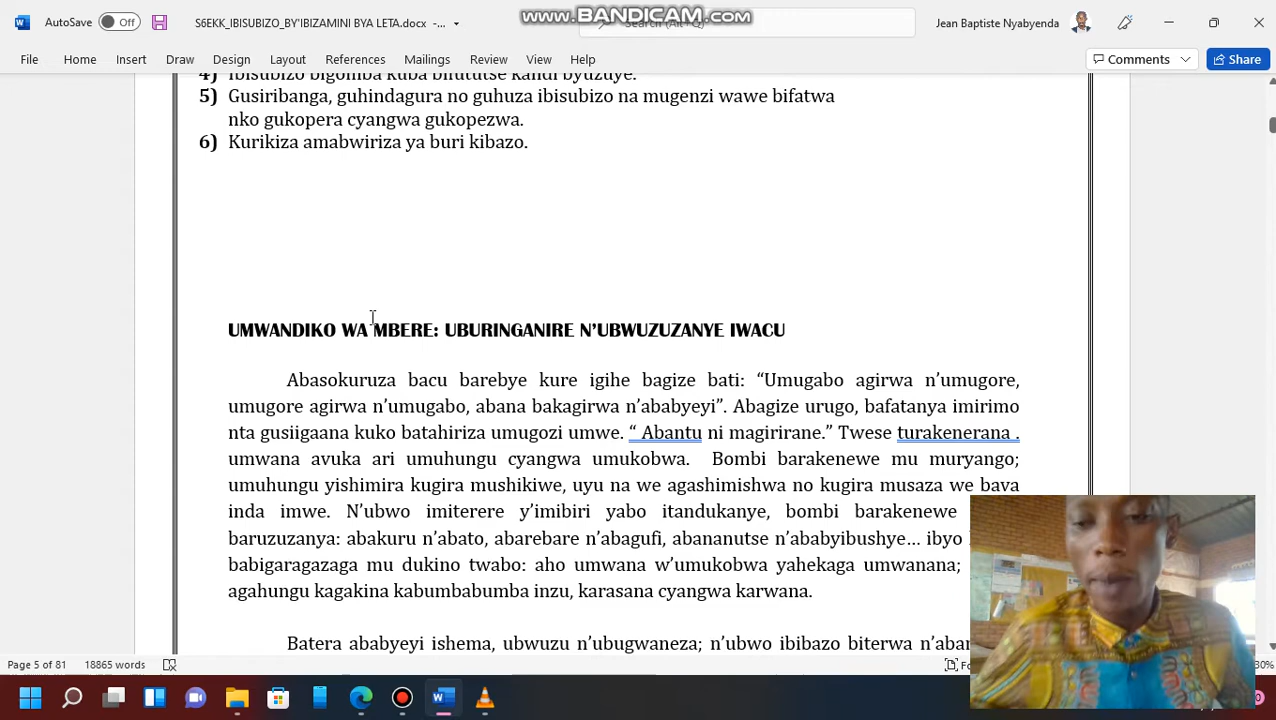 AutoSave Off S6EKK_IBISUBIZO_BY'IBIZAMINI BYA LETA.docx -... Search (Alt+Q) Jean Baptiste Nyabyenda
www.BANDICAM.com
File Home Insert Draw Design Layout References Mailings Review View Help Comments Share
4) Ibisubizo bigomba kuba bifututse kandi byuzuye.
5) Gusiribanga, guhindagura no guhuza ibisubizo na mugenzi wawe bifatwa
nko gukopera cyangwa gukopezwa.
6) Kurikiza amabwiriza ya buri kibazo.
UMWANDIKO WA MBERE: UBURINGANIRE N’UBWUZUZANYE IWACU
Abasokuruza bacu barebye kure igihe bagize bati: “Umugabo agirwa n’umugore,
umugore agirwa n’umugabo, abana bakagirwa n’ababyeyi”. Abagize urugo, bafatanya imirimo
nta gusiigaana kuko batahiriza umugozi umwe. “ Abantu ni magirirane.” Twese turakenerana .
umwana avuka ari umuhungu cyangwa umukobwa. Bombi barakenewe mu muryango;
umuhungu yishimira kugira mushikiwe, uyu na we agashimishwa no kugira musaza we bava
inda imwe. N’ubwo imiterere y’imibiri yabo itandukanye, bombi barakenewe
baruzuzanya: abakuru n’abato, abarebare n’abagufi, abananutse n’ababyibushye… ibyo
babigaragazaga mu dukino twabo: aho umwana w’umukobwa yahekaga umwanana;
agahungu kagakina kabumbabumba inzu, karasana cyangwa karwana.
Batera ababyeyi ishema, ubwuzu n’ubugwaneza; n’ubwo ibibazo biterwa n’aban
Page 5 of 81 18865 words